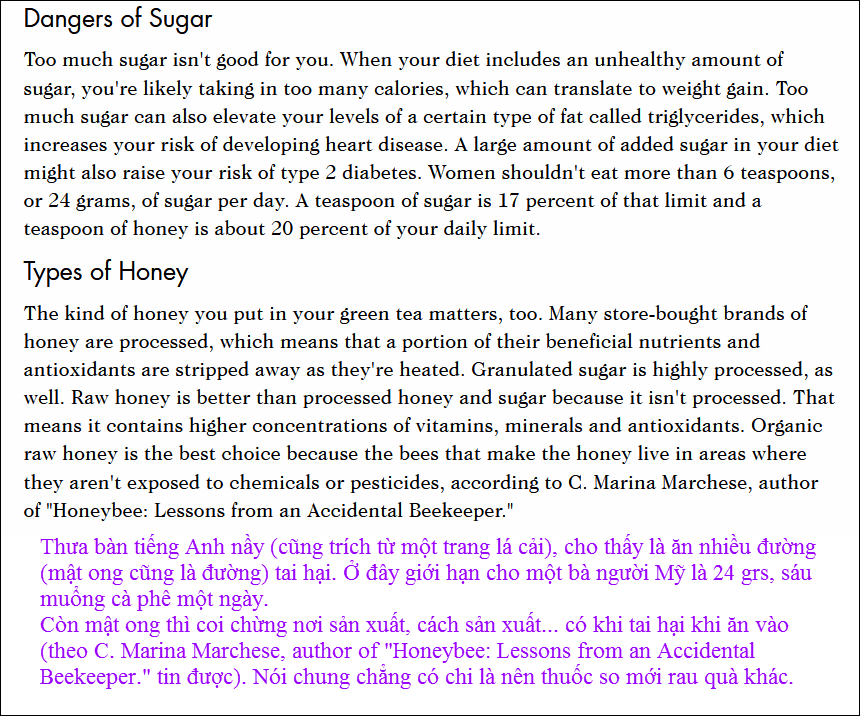 Dangers of Sugar
Too much sugar isn't good for you. When your diet includes an unhealthy amount of
sugar, you're likely taking in too many calories, which can translate to weight gain. Too
much sugar can also elevate your levels of a certain type of fat called triglycerides, which
increases your risk of developing heart disease. A large amount of added sugar in your diet
might also raise your risk of type 2 diabetes. Women shouldn't eat more than 6 teaspoons,
or 24 grams, of sugar per day. A teaspoon of sugar is 17 percent of that limit and a
teaspoon of honey is about 20 percent of your daily limit.
Types of Honey
The kind of honey you put in your green tea matters, too. Many store-bought brands of
honey are processed, which means that a portion of their beneficial nutrients and
antioxidants are stripped away as they're heated. Granulated sugar is highly processed, as
well. Raw honey is better than processed honey and sugar because it isn't processed. That
means it contains higher concentrations of vitamins, minerals and antioxidants. Organic
raw honey is the best choice because the bees that make the honey live in areas where
they aren't exposed to chemicals or pesticides, according to C. Marina Marchese, author
of "Honeybee: Lessons from an Accidental Beekeeper."
Thưa bàn tiếng Anh nầy (cũng trích từ một trang lá cải), cho thấy là ăn nhiều đường
(mật ong cũng là đường) tai hại. Ở đây giới hạn cho một bà người Mỹ là 24 grs, sáu
muỗng cà phê một ngày.
Còn mật ong thì coi chừng nơi sản xuất, cách sản xuất... có khi tai hại khi ăn vào
(theo C. Marina Marchese, author of "Honeybee: Lessons from an Accidental
Beekeeper." tin được). Nói chung chẳng có chi là nên thuốc so mới rau quà khác.